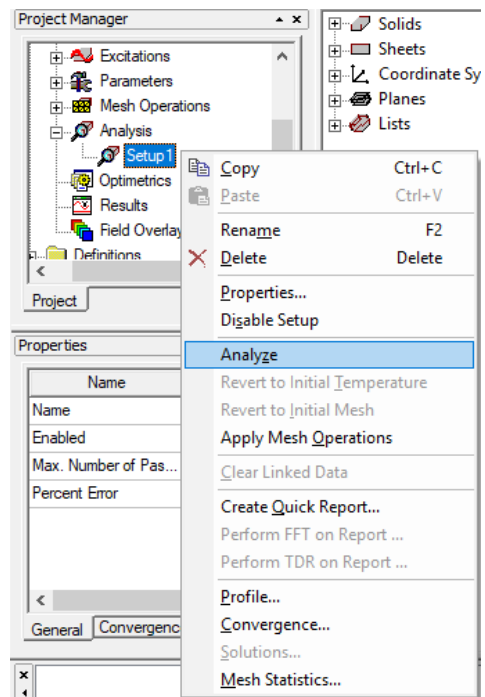 Project Manager
Excitations
Parameters
Mesh Operations
Analysis
Setup1
Optimetrics
Results
Field Overlay
Definitions
Project
Solids
Sheets
Coordinate Sy
Planes
Lists
Copy Ctrl+C
Paste Ctrl+V
Rename F2
Delete Delete
Properties...
Disable Setup
Analyze
Revert to Initial Temperature
Revert to Initial Mesh
Apply Mesh Operations
Clear Linked Data
Create Quick Report...
Perform FFT on Report ...
Perform TDR on Report ...
Profile...
Convergence...
Solutions...
Mesh Statistics...
Properties
Name
Name
Enabled
Max. Number of Pas...
Percent Error
General Convergenc